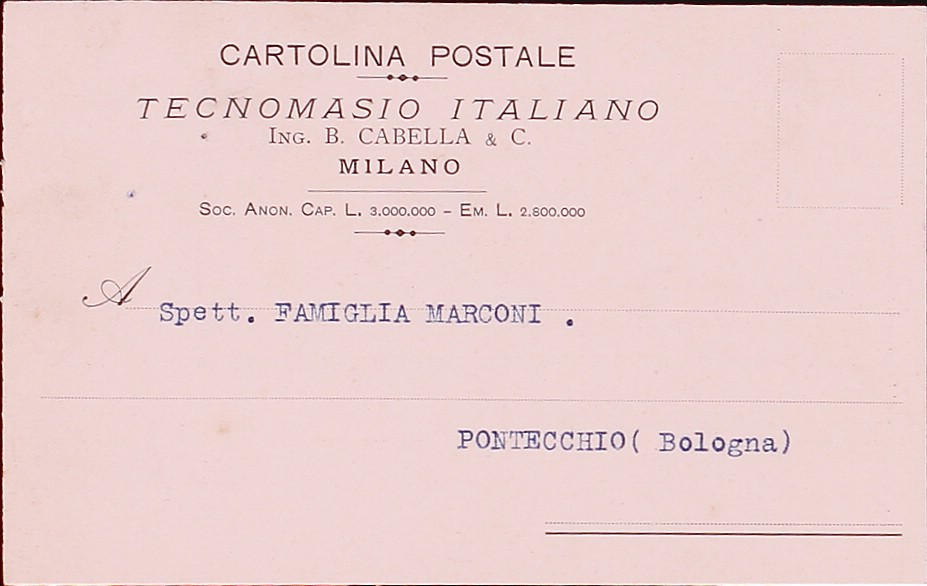 CARTOLINA POSTALE
TECNOMASIO ITALIANO
ING. B. CABELLA & C.
MILANO
SOC. ANON. CAP. L. 3.000.000 – EM. L. 2.800.000
A Spett. FAMIGLIA MARCONI .
PONTECCHIO( Bologna)